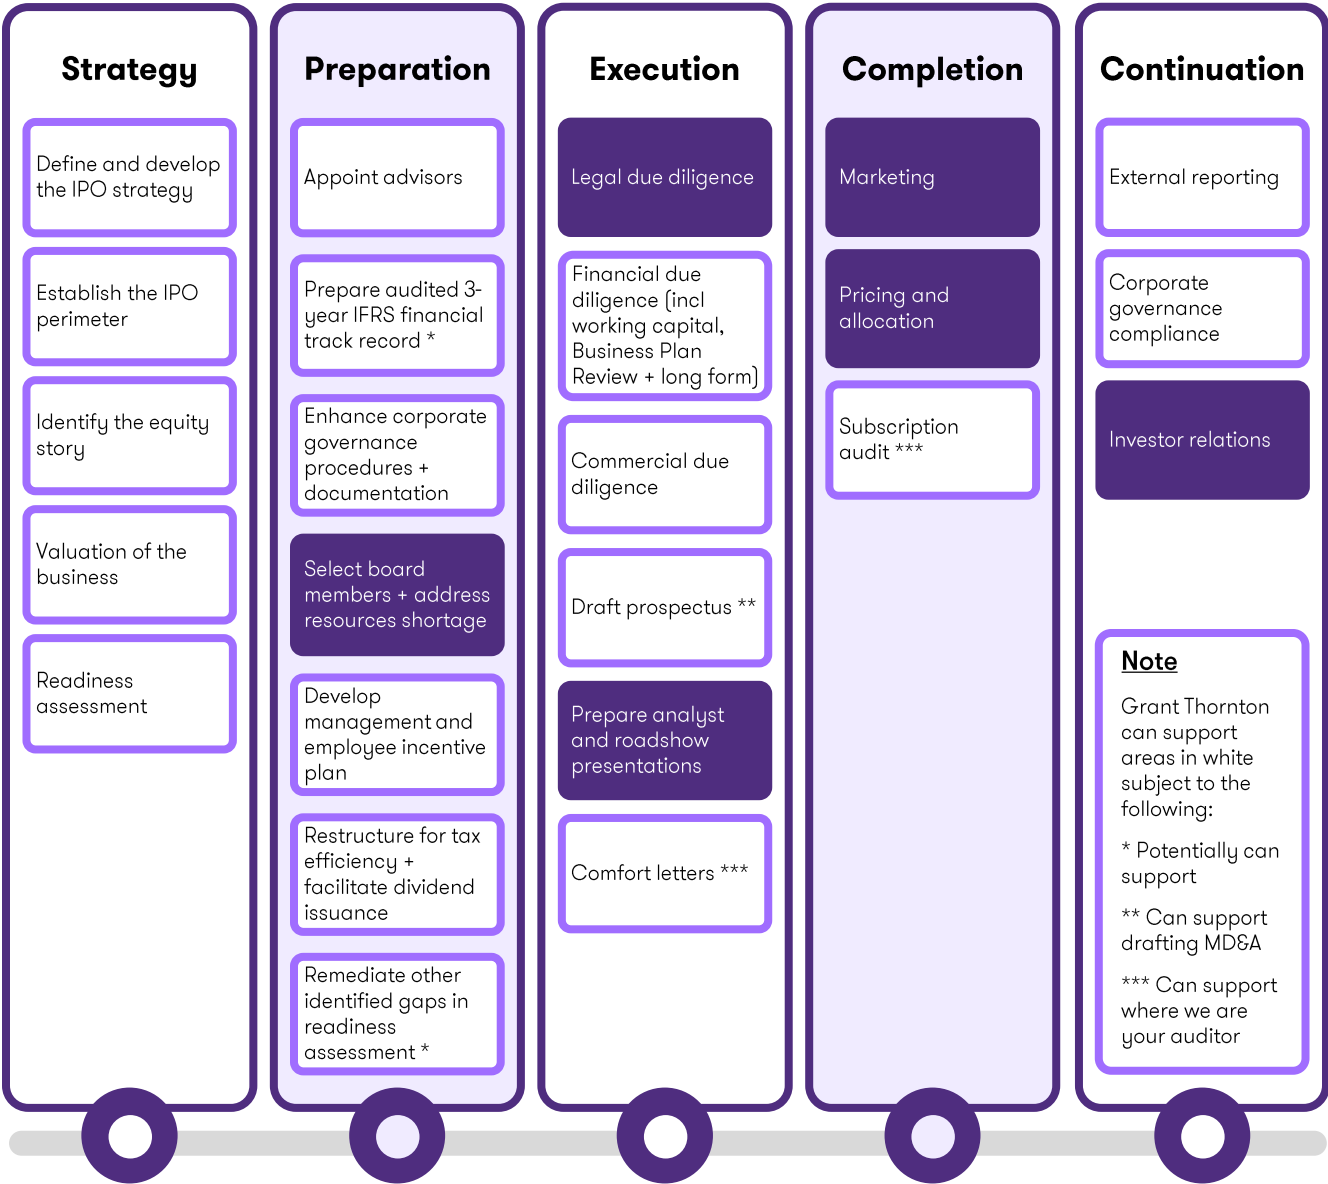 Strategy
Define and develop
the IPO strategy
Establish the IPO
perimeter
Identify the equity
story
Valuation of the
business
Readiness
assessment
Preparation
Appoint advisors
Prepare audited 3-
year IFRS financial
track record *
Enhance corporate
governance
procedures +
documentation
Select board
members + address
resources shortage
Develop
management and
employee incentive
plan
Restructure for tax
efficiency +
facilitate dividend
issuance
Remediate other
identified gaps in
readiness
assessment *
Execution
Legal due diligence
Financial due
diligence (incl
working capital,
Business Plan
Review + long form)
Commercial due
diligence
Draft prospectus **
Prepare analyst
and roadshow
presentations
Comfort letters ***
Completion
Marketing
Pricing and
allocation
Subscription
audit ***
Continuation
External reporting
Corporate
governance
compliance
Investor relations
Note
Grant Thornton
can support
areas in white
subject to the
following:
* Potentially can
support
** Can support
drafting MD&A
*** Can support
where we are
your auditor